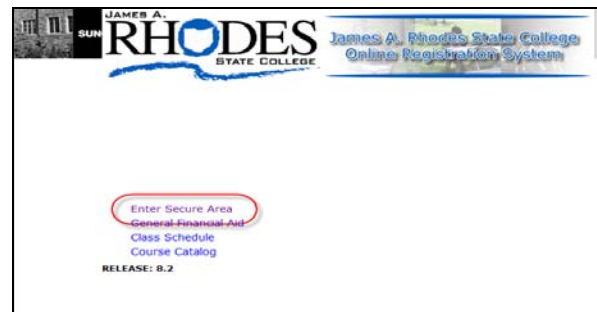 SUN
JAMES A.
RHODES
STATE COLLEGE
James A. Rhodes State College
Online Registration System
Enter Secure Area
General Financial Aid
Class Schedule
Course Catalog
RELEASE: 8.2